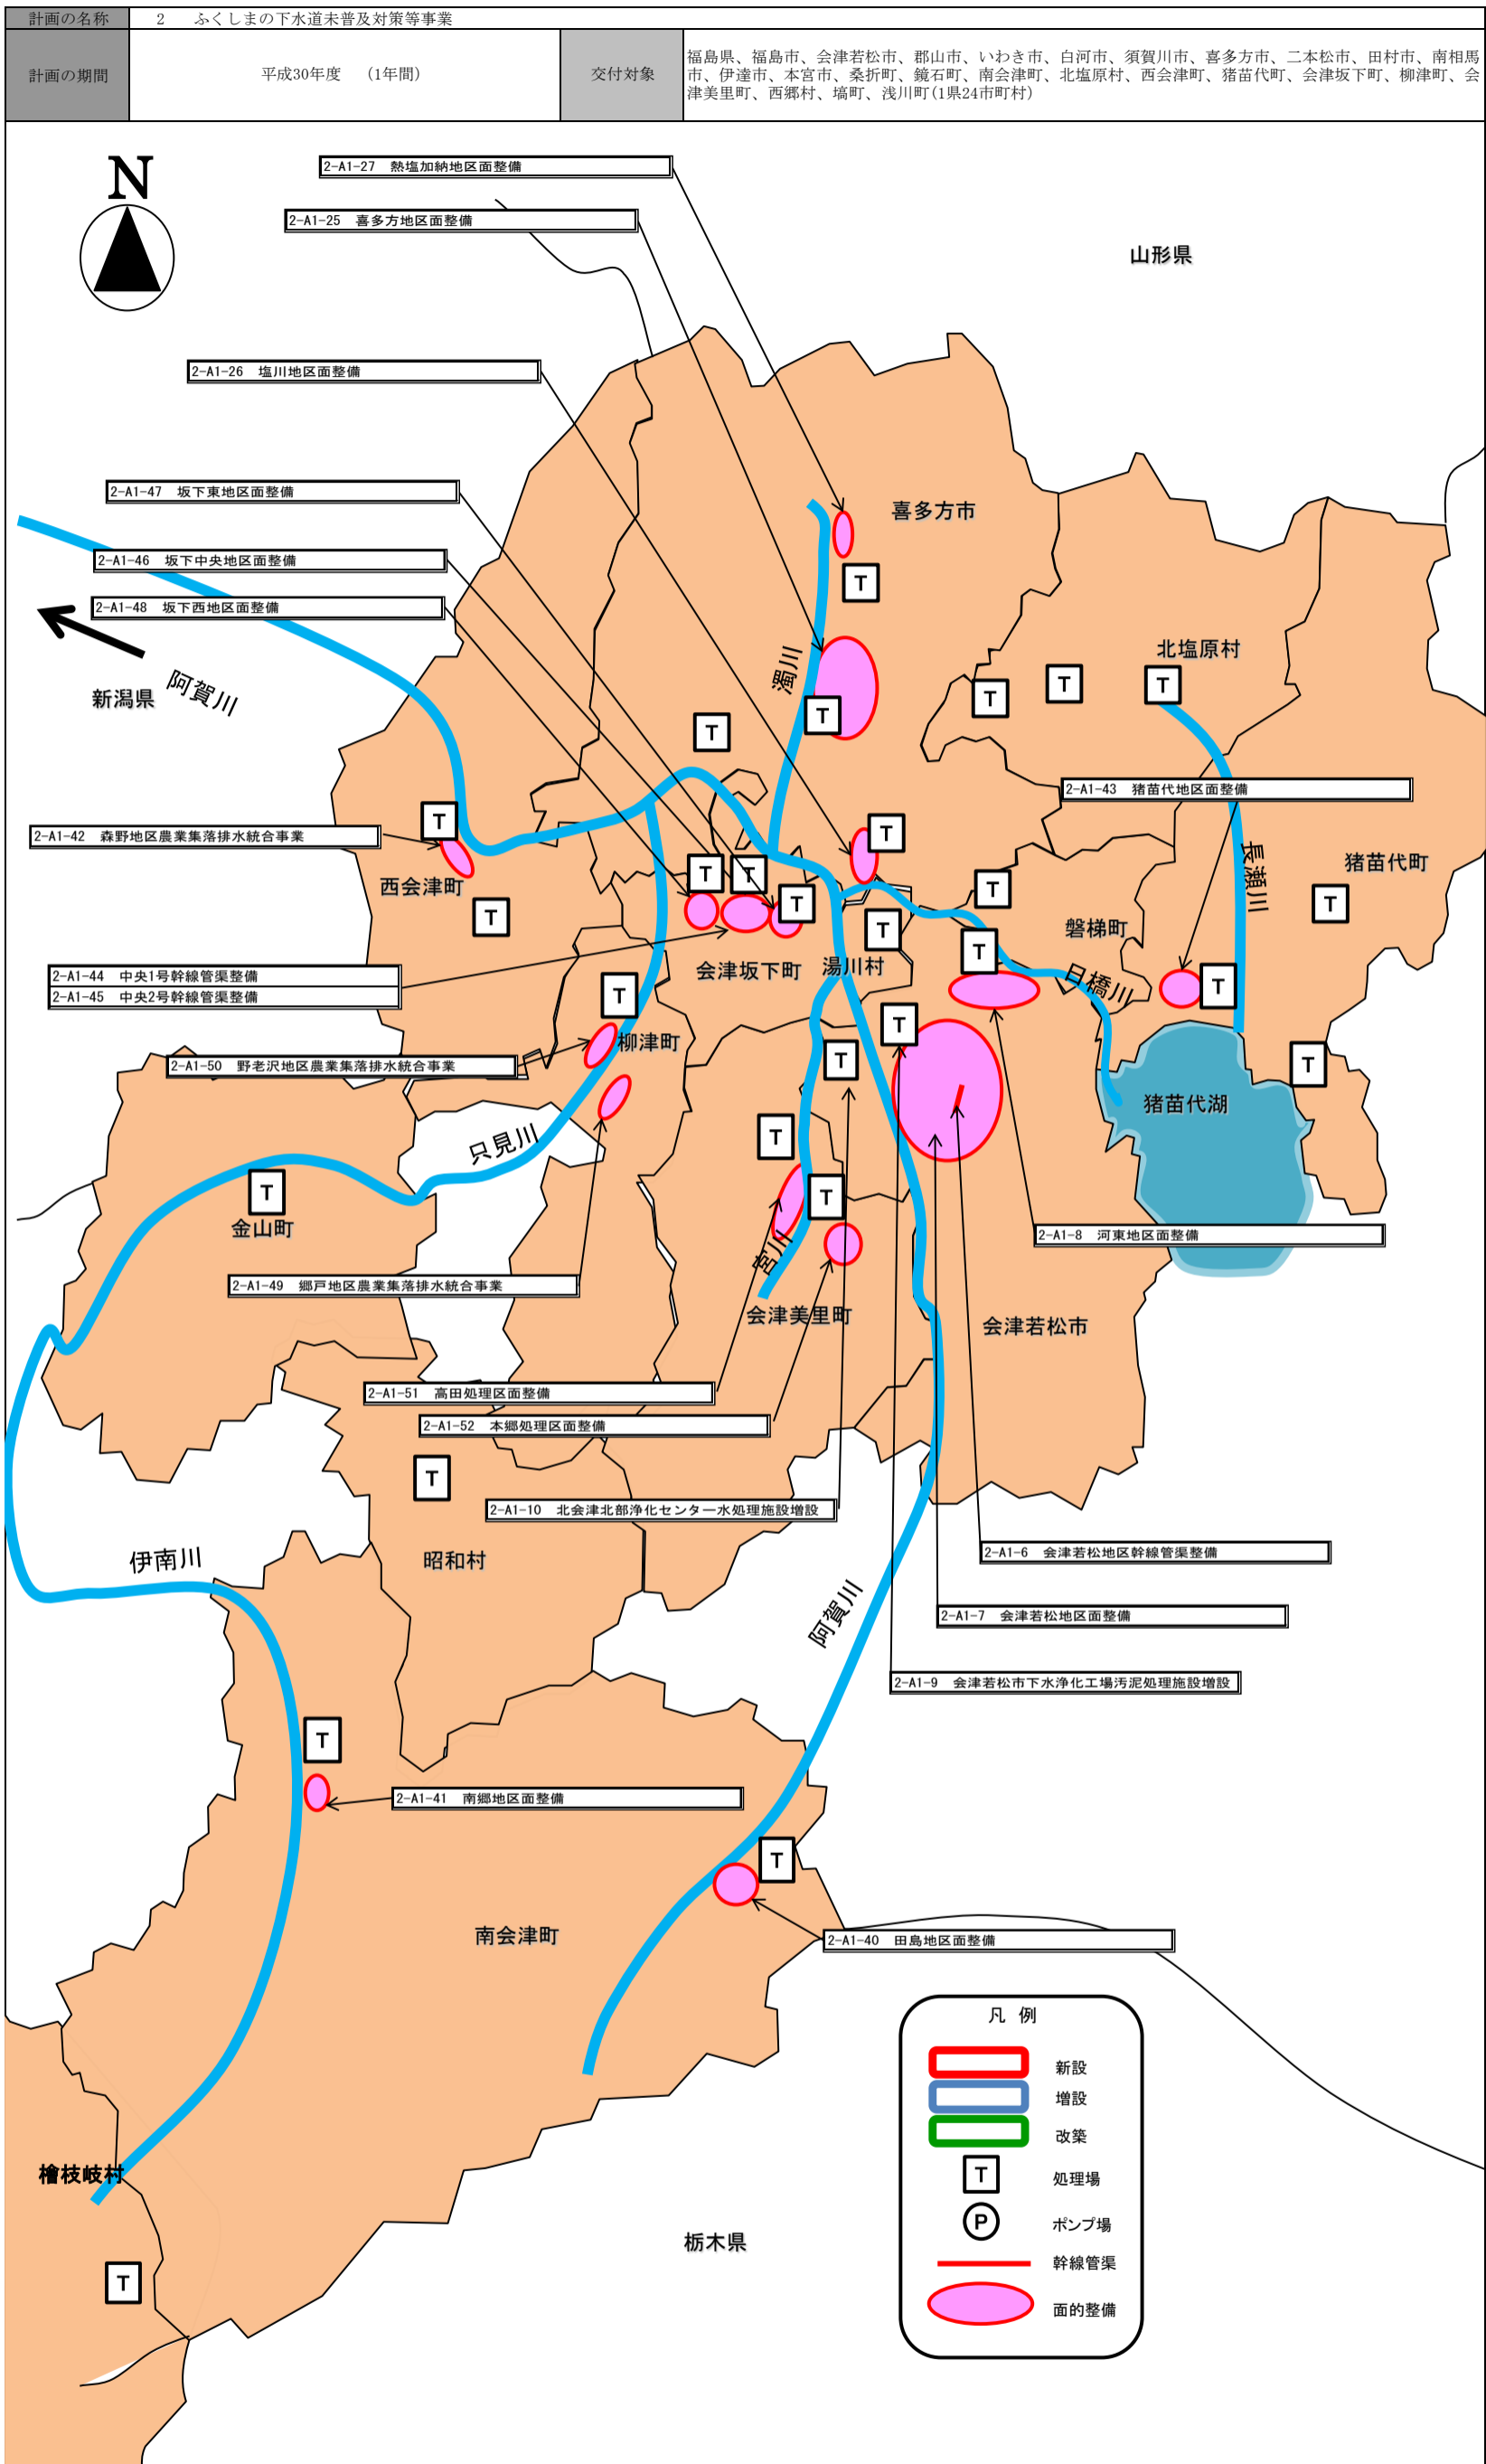 計画の名称
2　ふくしまの下水道未普及対策等事業
計画の期間
平成30年度　（1年間）
交付対象
福島県、福島市、会津若松市、郡山市、いわき市、白河市、須賀川市、喜多方市、二本松市、田村市、南相馬
市、伊達市、本宮市、桑折町、鏡石町、南会津町、北塩原村、西会津町、猪苗代町、会津坂下町、柳津町、会
津美里町、西郷村、塙町、浅川町(1県24市町村)
N
2-A1-27　熱塩加納地区面整備
2-A1-25　喜多方地区面整備
山形県
2-A1-26　塩川地区面整備
2-A1-47　坂下東地区面整備
喜多方市
2-A1-46　坂下中央地区面整備
T
2-A1-48　坂下西地区面整備
北塩原村
濁川
新潟県
阿賀川
T
T
T
T
T
2-A1-43　猪苗代地区面整備
T
2-A1-42　森野地区農業集落排水統合事業
T
長瀬川
猪苗代町
西会津町
T
T
T
T
T
T
T
T
磐梯町
T
会津坂下町
湯川村
2-A1-44　中央1号幹線管渠整備
2-A1-45　中央2号幹線管渠整備
日橋川
T
T
柳津町
T
2-A1-50　野老沢地区農業集落排水統合事業
T
T
猪苗代湖
只見川
T
T
T
金山町
2-A1-8　河東地区面整備
宮川
2-A1-49　郷戸地区農業集落排水統合事業
会津美里町
会津若松市
2-A1-51　高田処理区面整備
2-A1-52　本郷処理区面整備
T
2-A1-10　北会津北部浄化センター水処理施設増設
伊南川
昭和村
2-A1-6　会津若松地区幹線管渠整備
阿賀川
2-A1-7　会津若松地区面整備
2-A1-9　会津若松市下水浄化工場汚泥処理施設増設
T
2-A1-41　南郷地区面整備
T
南会津町
2-A1-40　田島地区面整備
凡 例
新設
増設
改築
T 処理場
P ポンプ場
幹線管渠
面的整備
檜枝岐村
栃木県
T